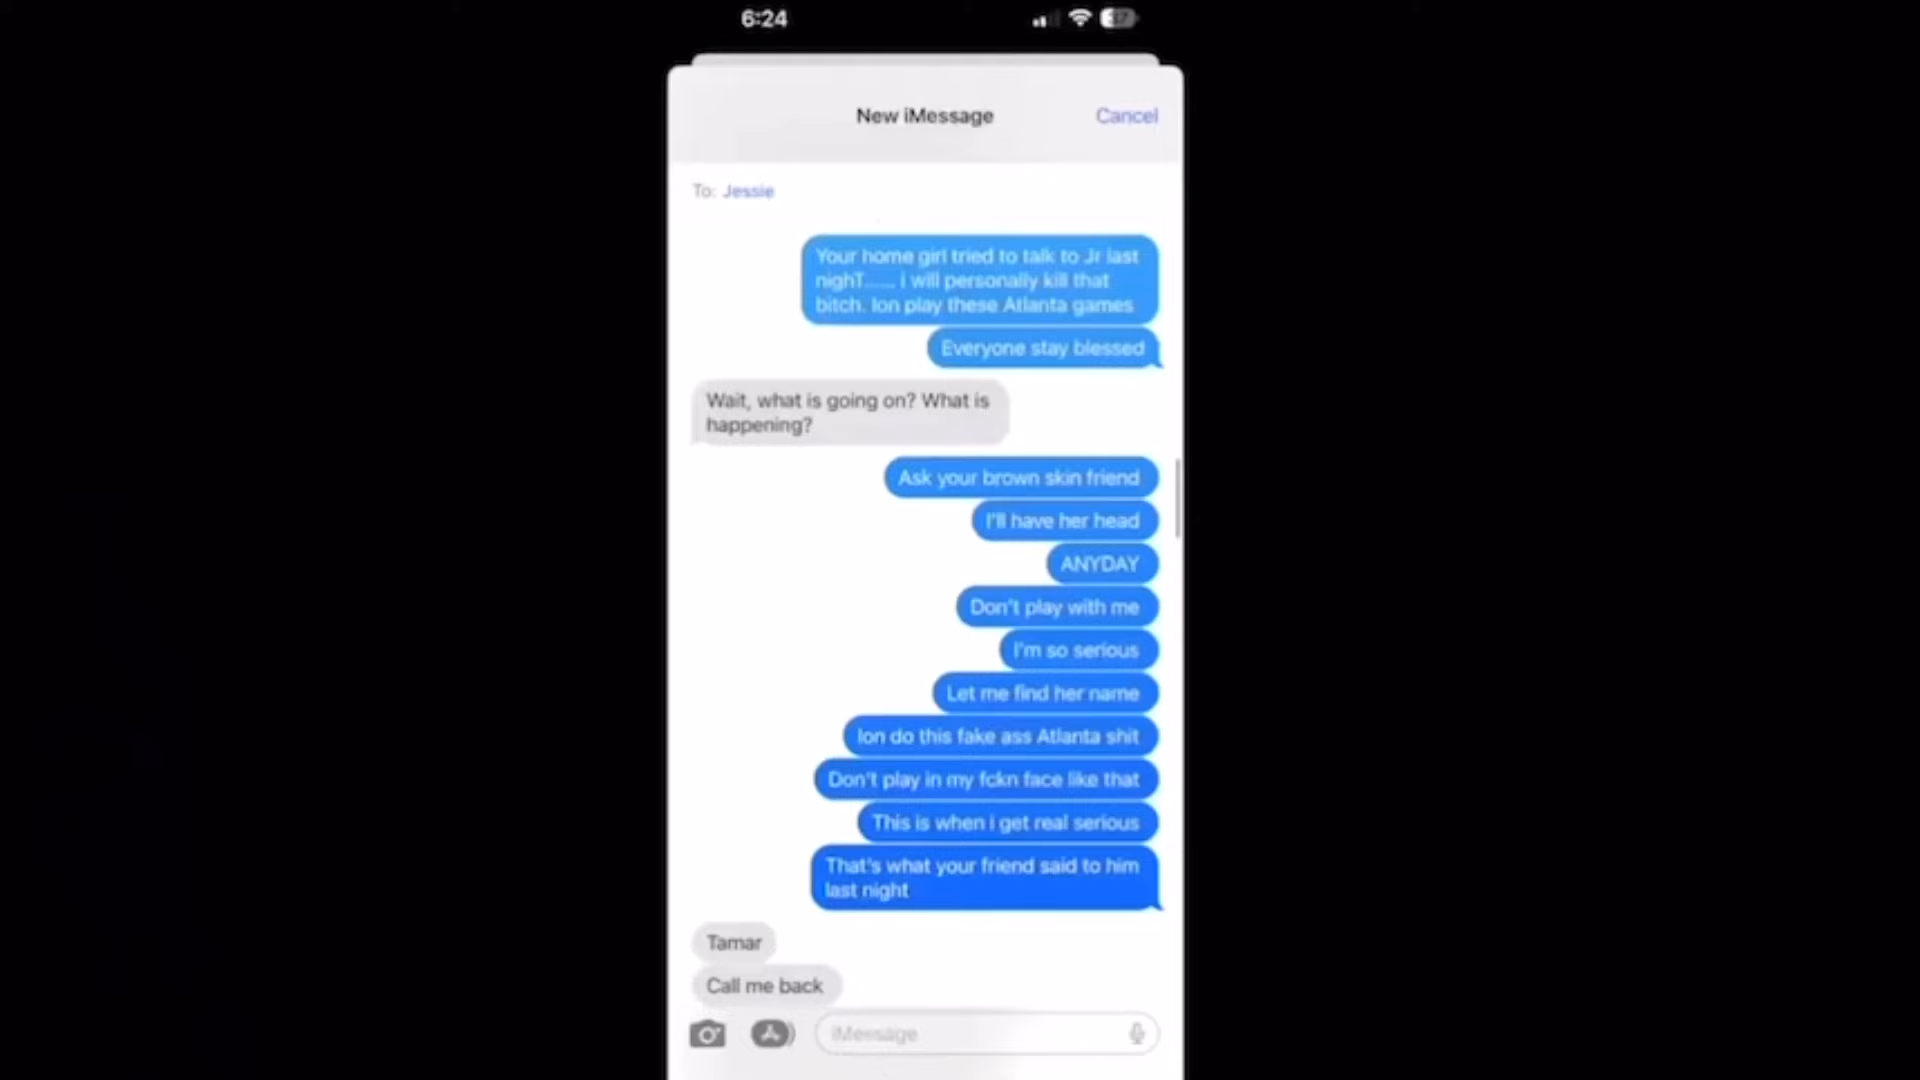 6:24
37
New iMessage
Cancel
To: Jessie
Your home girl tried to talk to Jr last
nighT...... i will personally kill that
bitch. Ion play these Atlanta games
Everyone stay blessed
Wait, what is going on? What is
happening?
Ask your brown skin friend
I'll have her head
ANYDAY
Don't play with me
I'm so serious
Let me find her name
Ion do this fake ass Atlanta shit
Don't play in my fckn face like that
This is when i get real serious
That's what your friend said to him
last night
Tamar
Call me back
iMessage